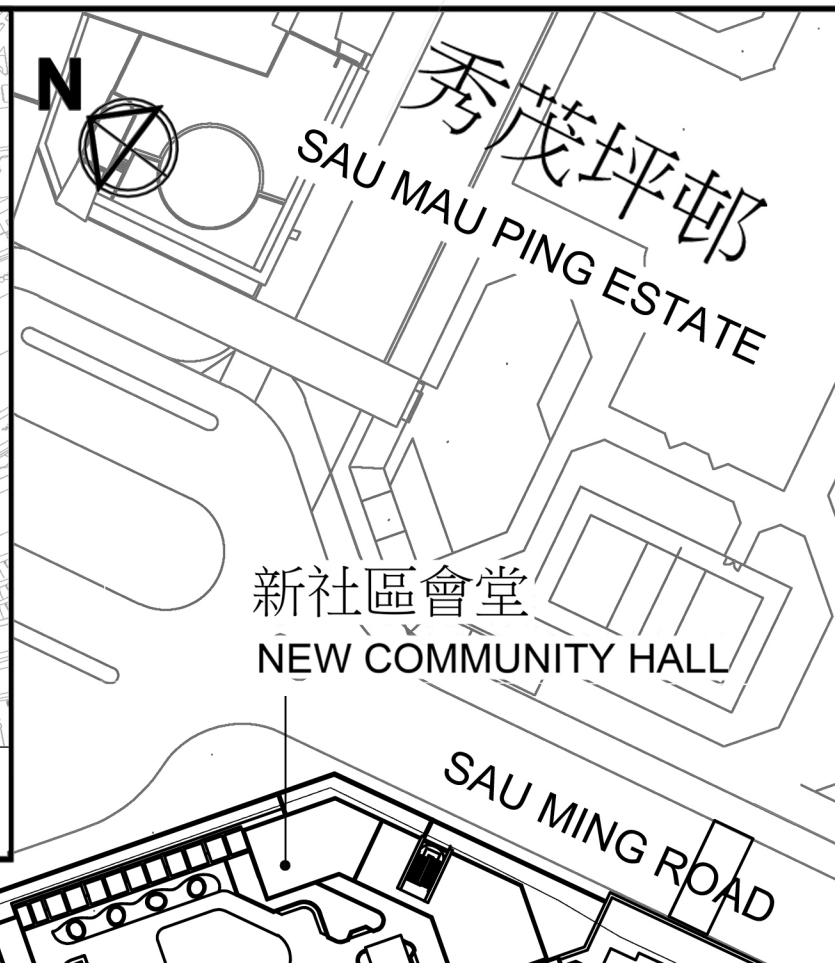 N
秀茂坪邨
SAU MAU PING ESTATE
新社區會堂
NEW COMMUNITY HALL
SAU MING ROAD